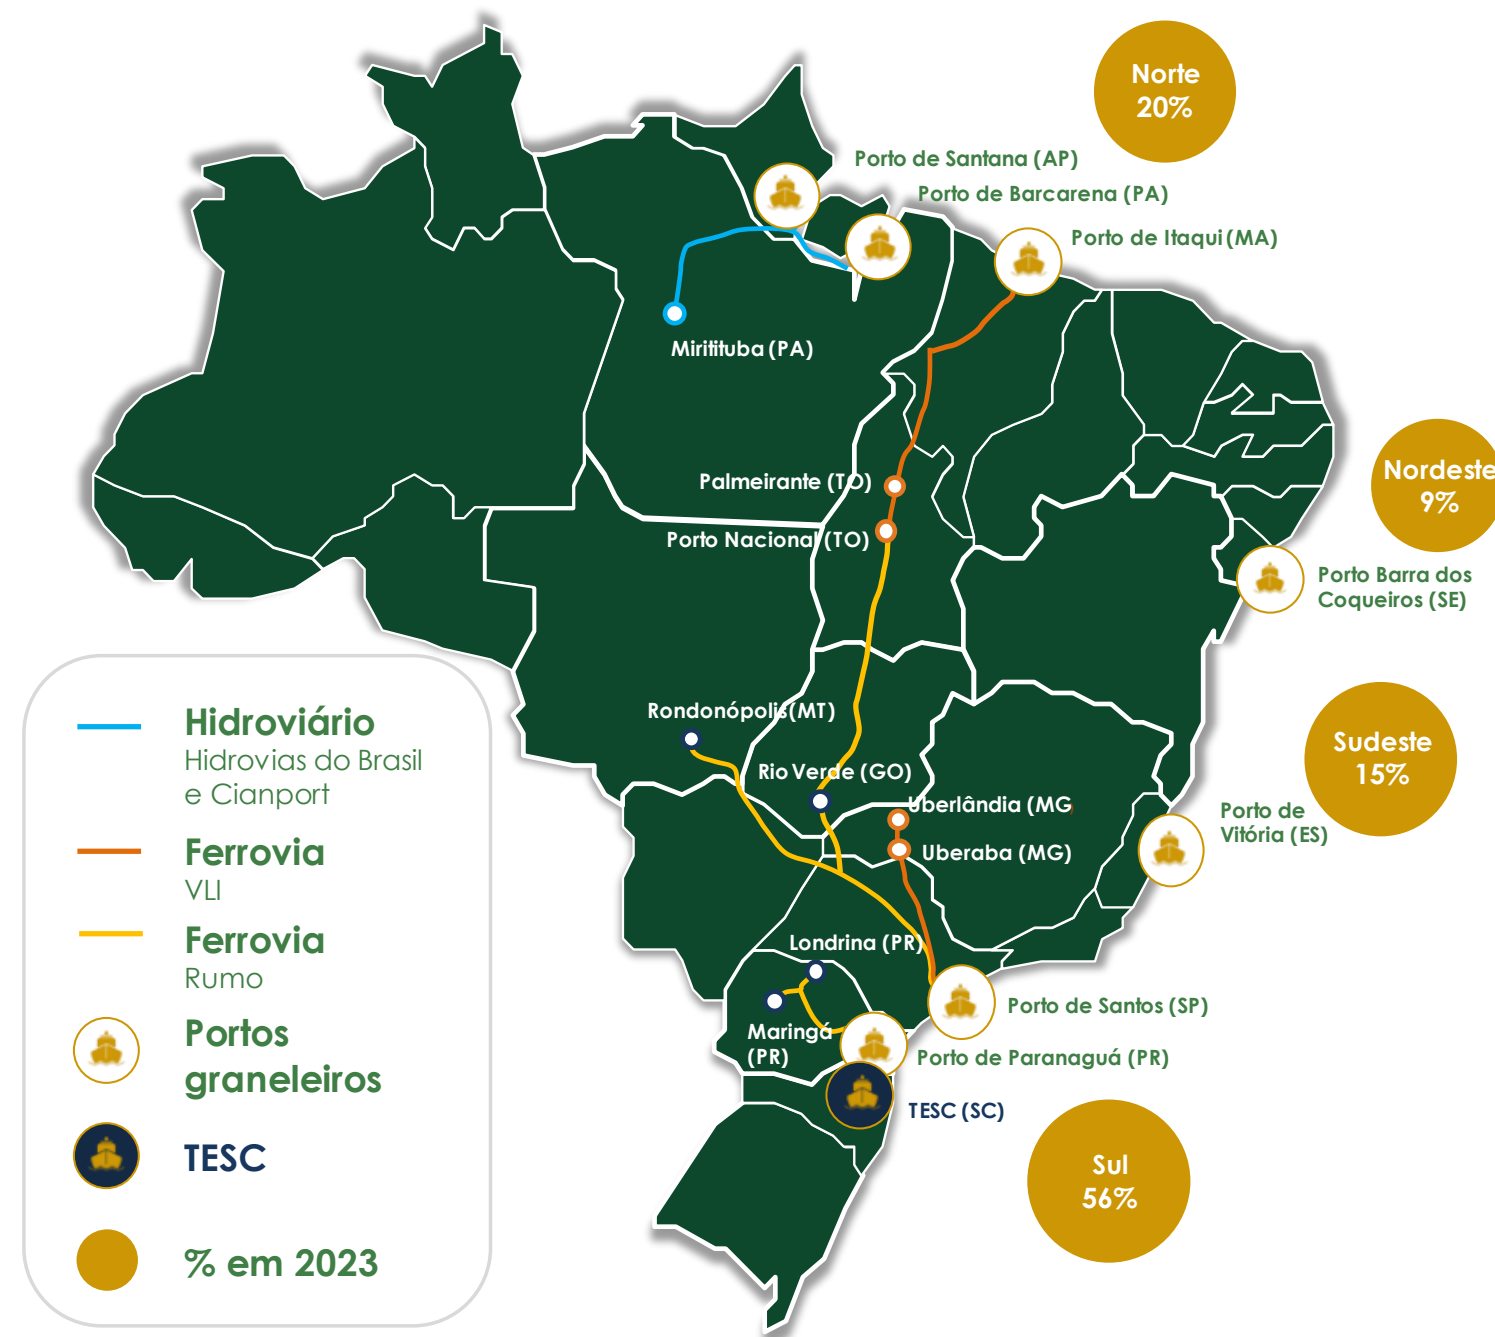 Norte
20%
Porto de Santana (AP)
Porto de Barcarena (PA)
Porto de Itaqui (MA)
Miritituba (PA)
Nordeste
9%
Palmeirante (TO)
Porto Nacional (TO)
Porto Barra dos
Coqueiros (SE)
Rondonópolis(MT)
Rio Verde (GO)
Sudeste
15%
Uberlândia (MG
Porto de
Vitória (ES)
Uberaba (MG)
Londrina (PR)
Porto de Santos (SP)
Maringá
(PR)
Porto de Paranaguá (PR)
TESC (SC)
Sul
56%
Hidroviário
Hidrovias do Brasil
e Cianport
Ferrovia
VLI
Ferrovia
Rumo
Portos
graneleiros
TESC
% em 2023